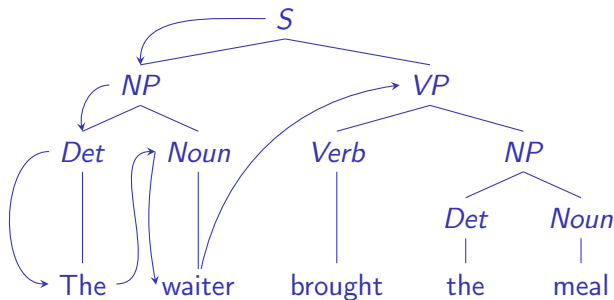 S
NP VP
Det Noun Verb NP
Det Noun
The waiter brought the meal